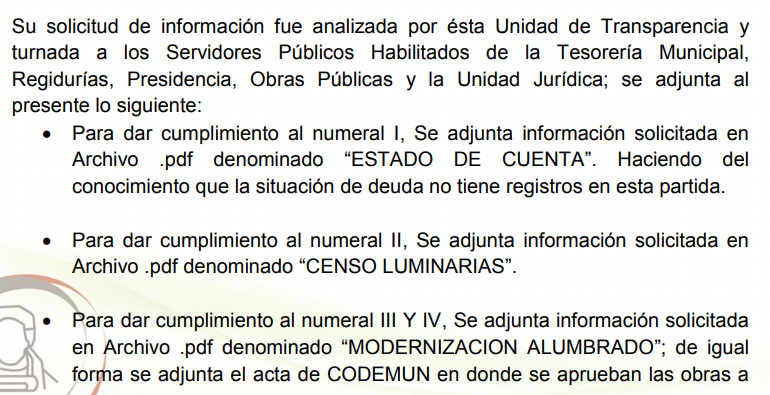 Su solicitud de información fue analizada por ésta Unidad de Transparencia y
turnada a los Servidores Públicos Habilitados de la Tesorería Municipal,
Regidurías, Presidencia, Obras Públicas y la Unidad Jurídica; se adjunta al
presente lo siguiente:
• Para dar cumplimiento al numeral I, Se adjunta información solicitada en
Archivo .pdf denominado “ESTADO DE CUENTA”. Haciendo del
conocimiento que la situación de deuda no tiene registros en esta partida.
• Para dar cumplimiento al numeral II, Se adjunta información solicitada en
Archivo .pdf denominado “CENSO LUMINARIAS”.
• Para dar cumplimiento al numeral III Y IV, Se adjunta información solicitada
en Archivo .pdf denominado “MODERNIZACION ALUMBRADO”; de igual
forma se adjunta el acta de CODEMUN en donde se aprueban las obras a